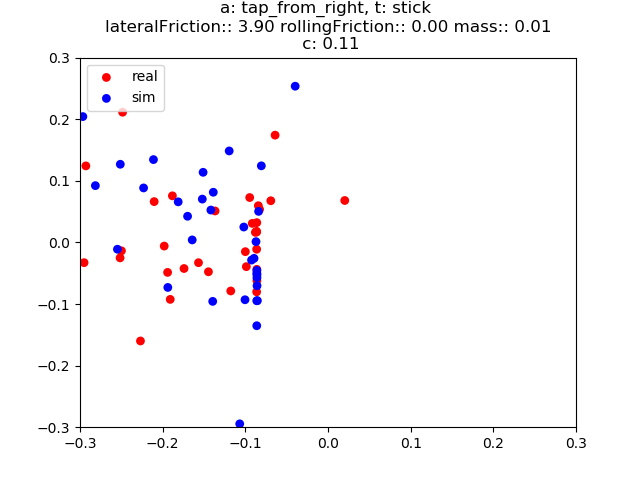 a: tap_from_right, t: stick
lateralFriction:: 3.90 rollingFriction:: 0.00 mass:: 0.01
c: 0.11
real
sim
0.3
0.2
0.1
0.0
−0.1
−0.2
−0.3
−0.3 −0.2 −0.1 0.0 0.1 0.2 0.3